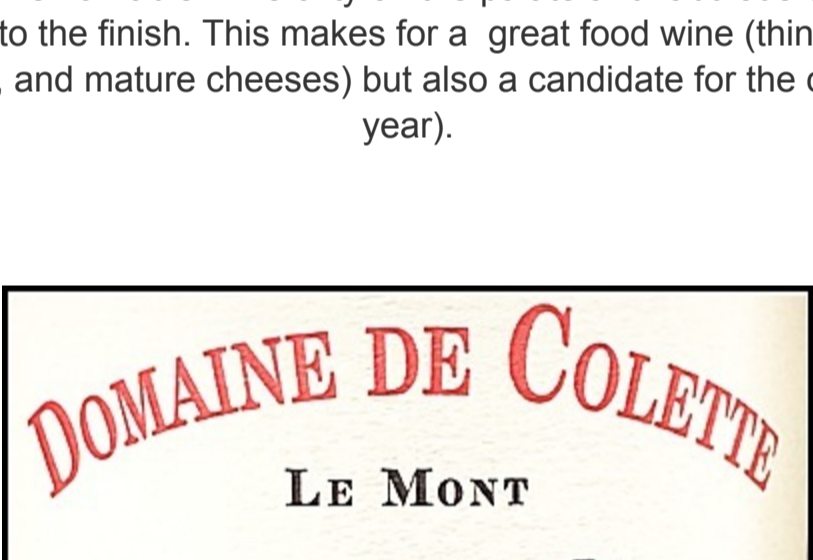 to the finish. This makes for a great food wine (thin
, and mature cheeses) but also a candidate for the
year).
DOMAINE DE COLETTE
LE MONT